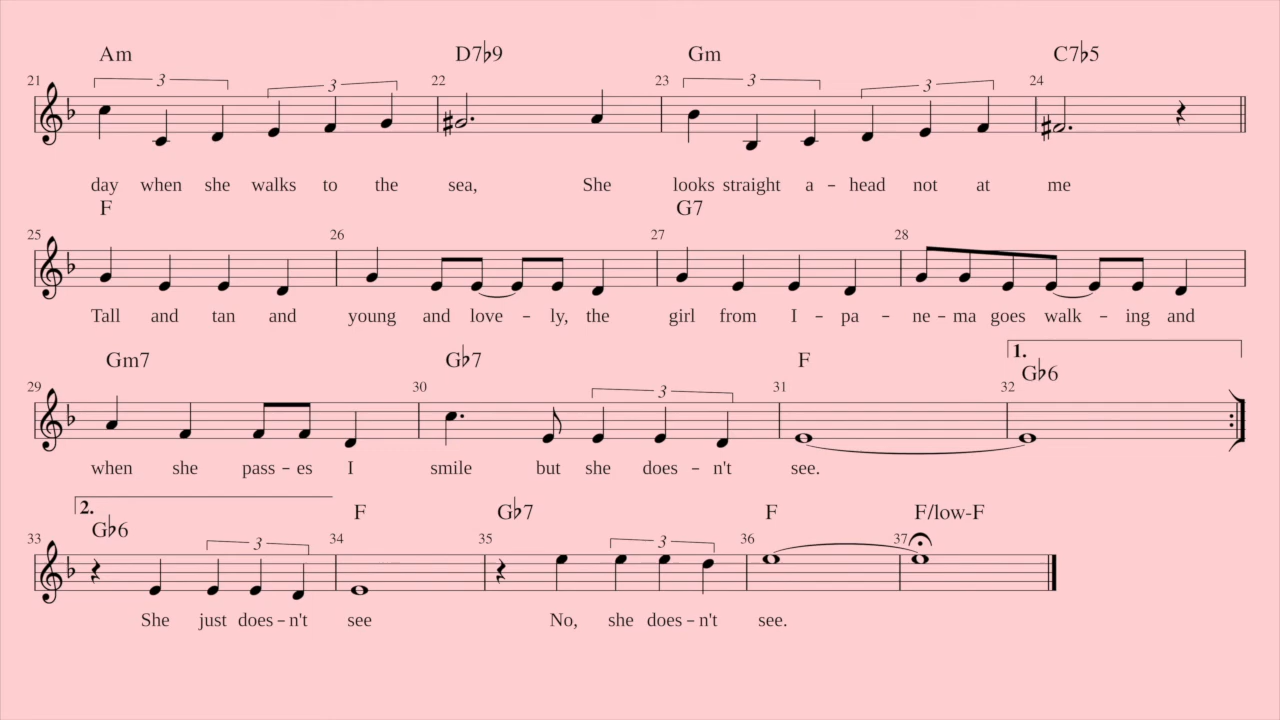 Am D7♭9 Gm C7♭5
21 3 3 22 23 3 3 24
day when she walks to the sea, She looks straight a – head not at me
F G7
25 26 27 28
Tall and tan and young and love – ly, the girl from I – pa – ne – ma goes walk – ing and
Gm7 G♭7 F 1. G♭6
29 30 3 31 32
when she pass – es I smile but she does – n't see.
2. G♭6 F G♭7 F F/low-F
33 3 34 35 3 36 37
She just does – n't see No, she does – n't see.